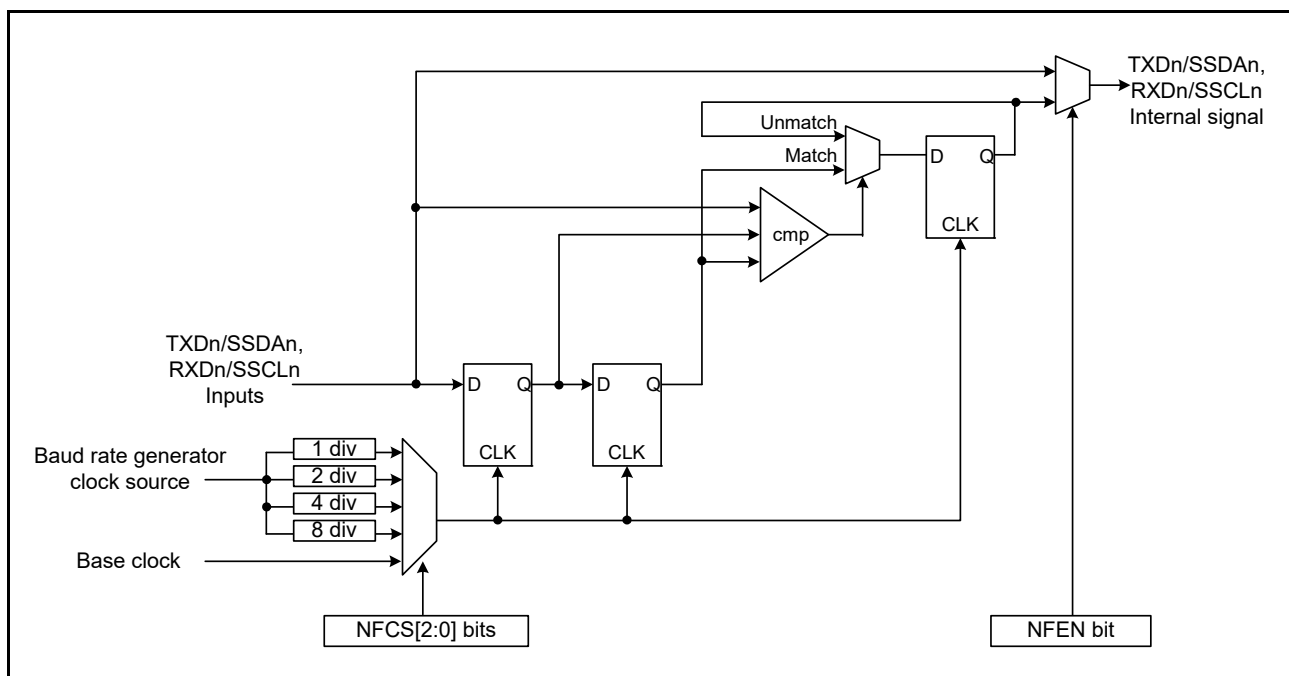 TXDn/SSDAn,
RXDn/SSCLn
Internal signal
Unmatch
Match
D
Q
CLK
cmp
TXDn/SSDAn,
RXDn/SSCLn
Inputs
D
Q
CLK
D
Q
CLK
Baud rate generator
clock source
1 div
2 div
4 div
8 div
Base clock
NFCS[2:0] bits
NFEN bit